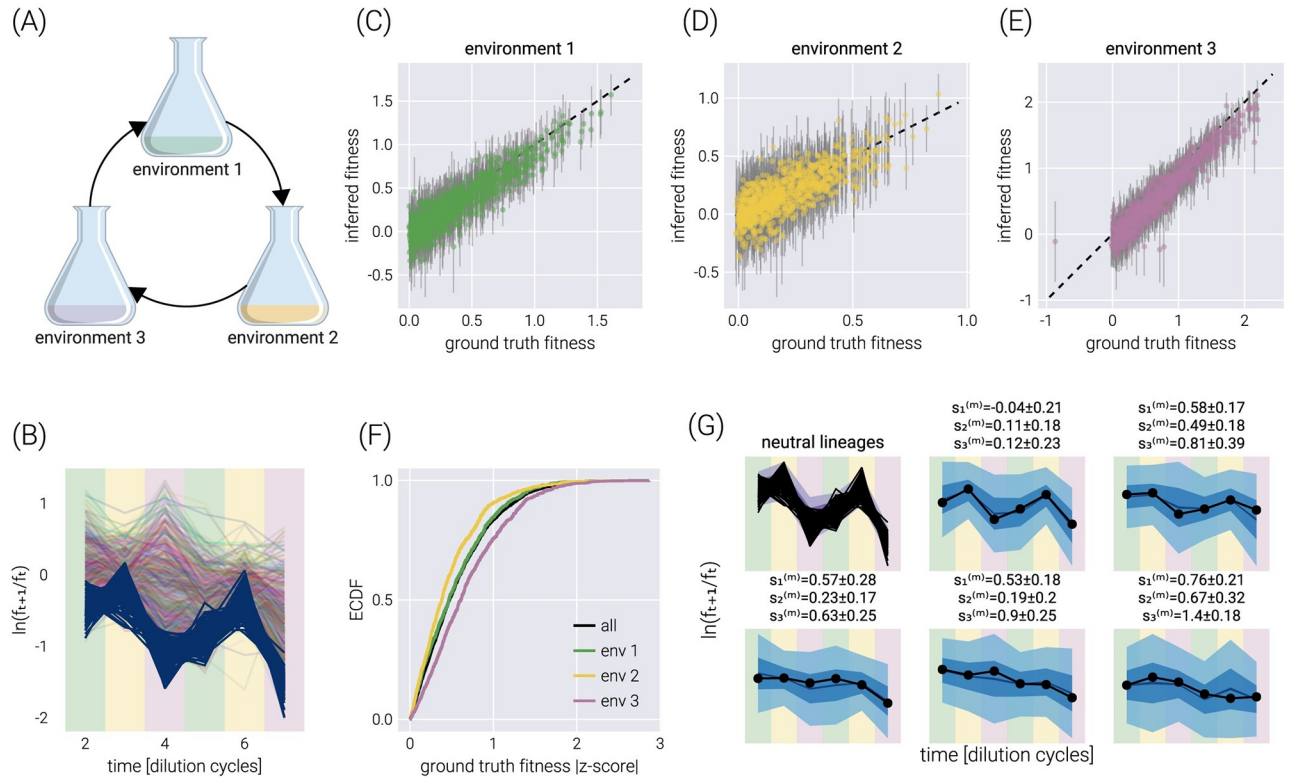 (A)
environment 1
environment 3
environment 2
(C)
environment 1
inferred fitness
1.5
1.0
0.5
0.0
-0.5
0.0
0.5
1.0
1.5
ground truth fitness
(D)
environment 2
inferred fitness
1.0
0.5
0.0
-0.5
0.0
0.5
1.0
ground truth fitness
(E)
environment 3
inferred fitness
2
1
0
-1
-1
0
1
2
ground truth fitness
(B)
ln(fₜ₊₁/fₜ)
1
0
-1
-2
2
4
6
time [dilution cycles]
(F)
ECDF
1.0
0.5
0.0
all
env 1
env 2
env 3
0
1
2
3
ground truth fitness |z-score|
(G)
ln(fₜ₊₁/fₜ)
neutral lineages
s₁⁽ᵐ⁾=-0.04±0.21
s₂⁽ᵐ⁾=0.11±0.18
s₃⁽ᵐ⁾=0.12±0.23
s₁⁽ᵐ⁾=0.58±0.17
s₂⁽ᵐ⁾=0.49±0.18
s₃⁽ᵐ⁾=0.81±0.39
s₁⁽ᵐ⁾=0.57±0.28
s₂⁽ᵐ⁾=0.23±0.17
s₃⁽ᵐ⁾=0.63±0.25
s₁⁽ᵐ⁾=0.53±0.18
s₂⁽ᵐ⁾=0.19±0.2
s₃⁽ᵐ⁾=0.9±0.25
s₁⁽ᵐ⁾=0.76±0.21
s₂⁽ᵐ⁾=0.67±0.32
s₃⁽ᵐ⁾=1.4±0.18
time [dilution cycles]